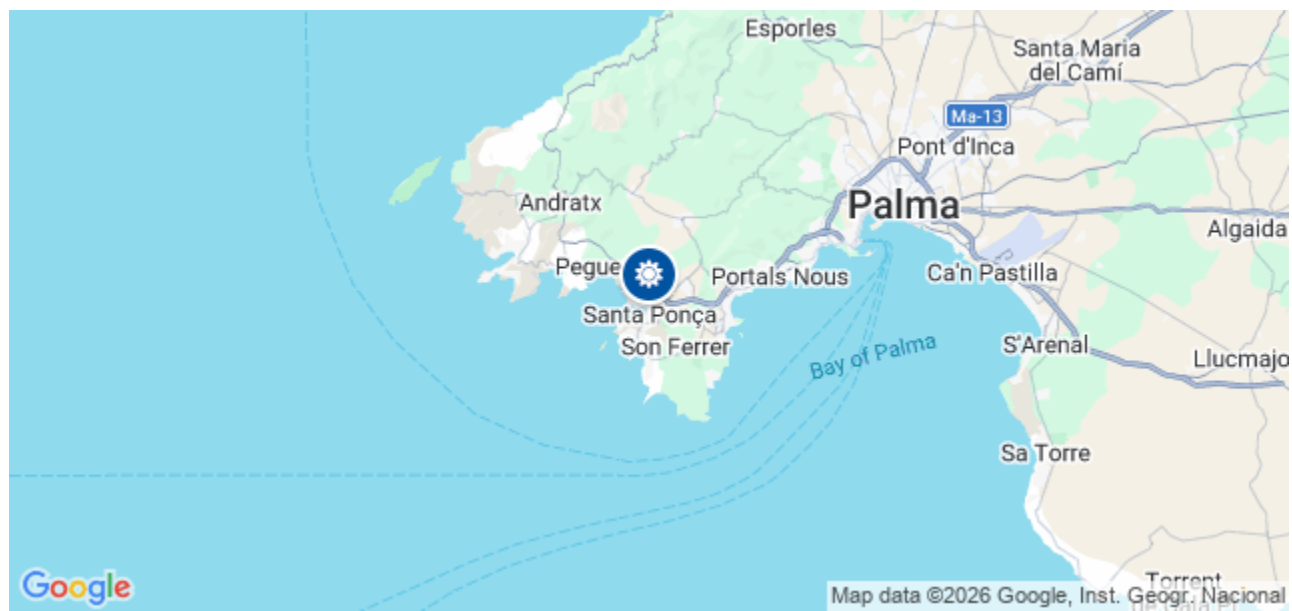 Esporles
Santa Maria
del Camí
Ma-13
Pont d'Inca
Andratx
Palma
Algaida
Pegue
Portals Nous
Ca'n Pastilla
Santa Ponça
Son Ferrer
Bay of Palma
S'Arenal
Llucmajo
Sa Torre
Torrent
Google
Map data ©2026 Google, Inst. Geogr. Nacional